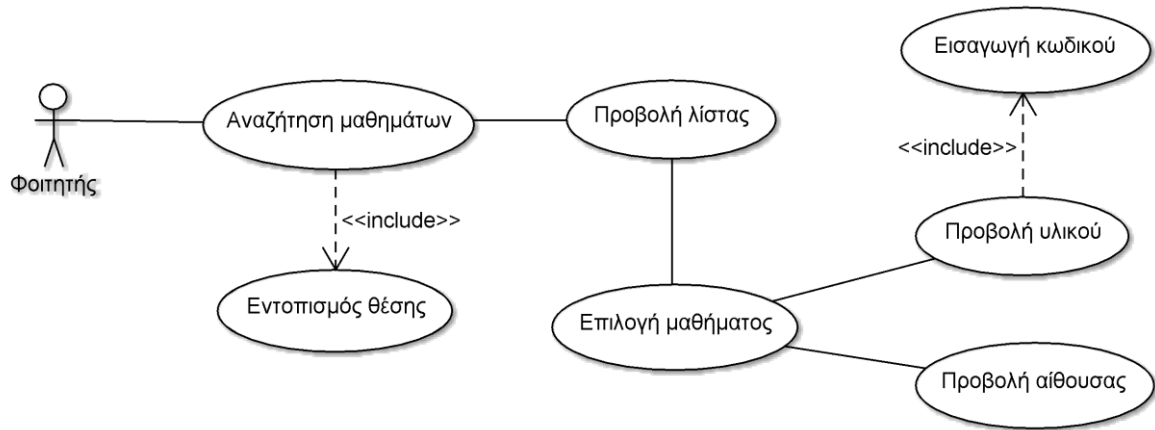 Εισαγωγή κωδικού
Αναζήτηση μαθημάτων
Προβολή λίστας
<<include>>
Φοιτητής
<<include>>
Προβολή υλικού
Εντοπισμός θέσης
Επιλογή μαθήματος
Προβολή αίθουσας